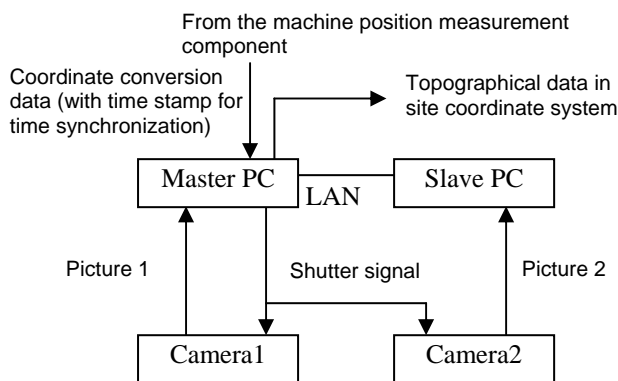 From the machine position measurement
component
Coordinate conversion
data (with time stamp for
time synchronization)
Topographical data in
site coordinate system
Master PC
LAN
Slave PC
Picture 1
Shutter signal
Picture 2
Camera1
Camera2